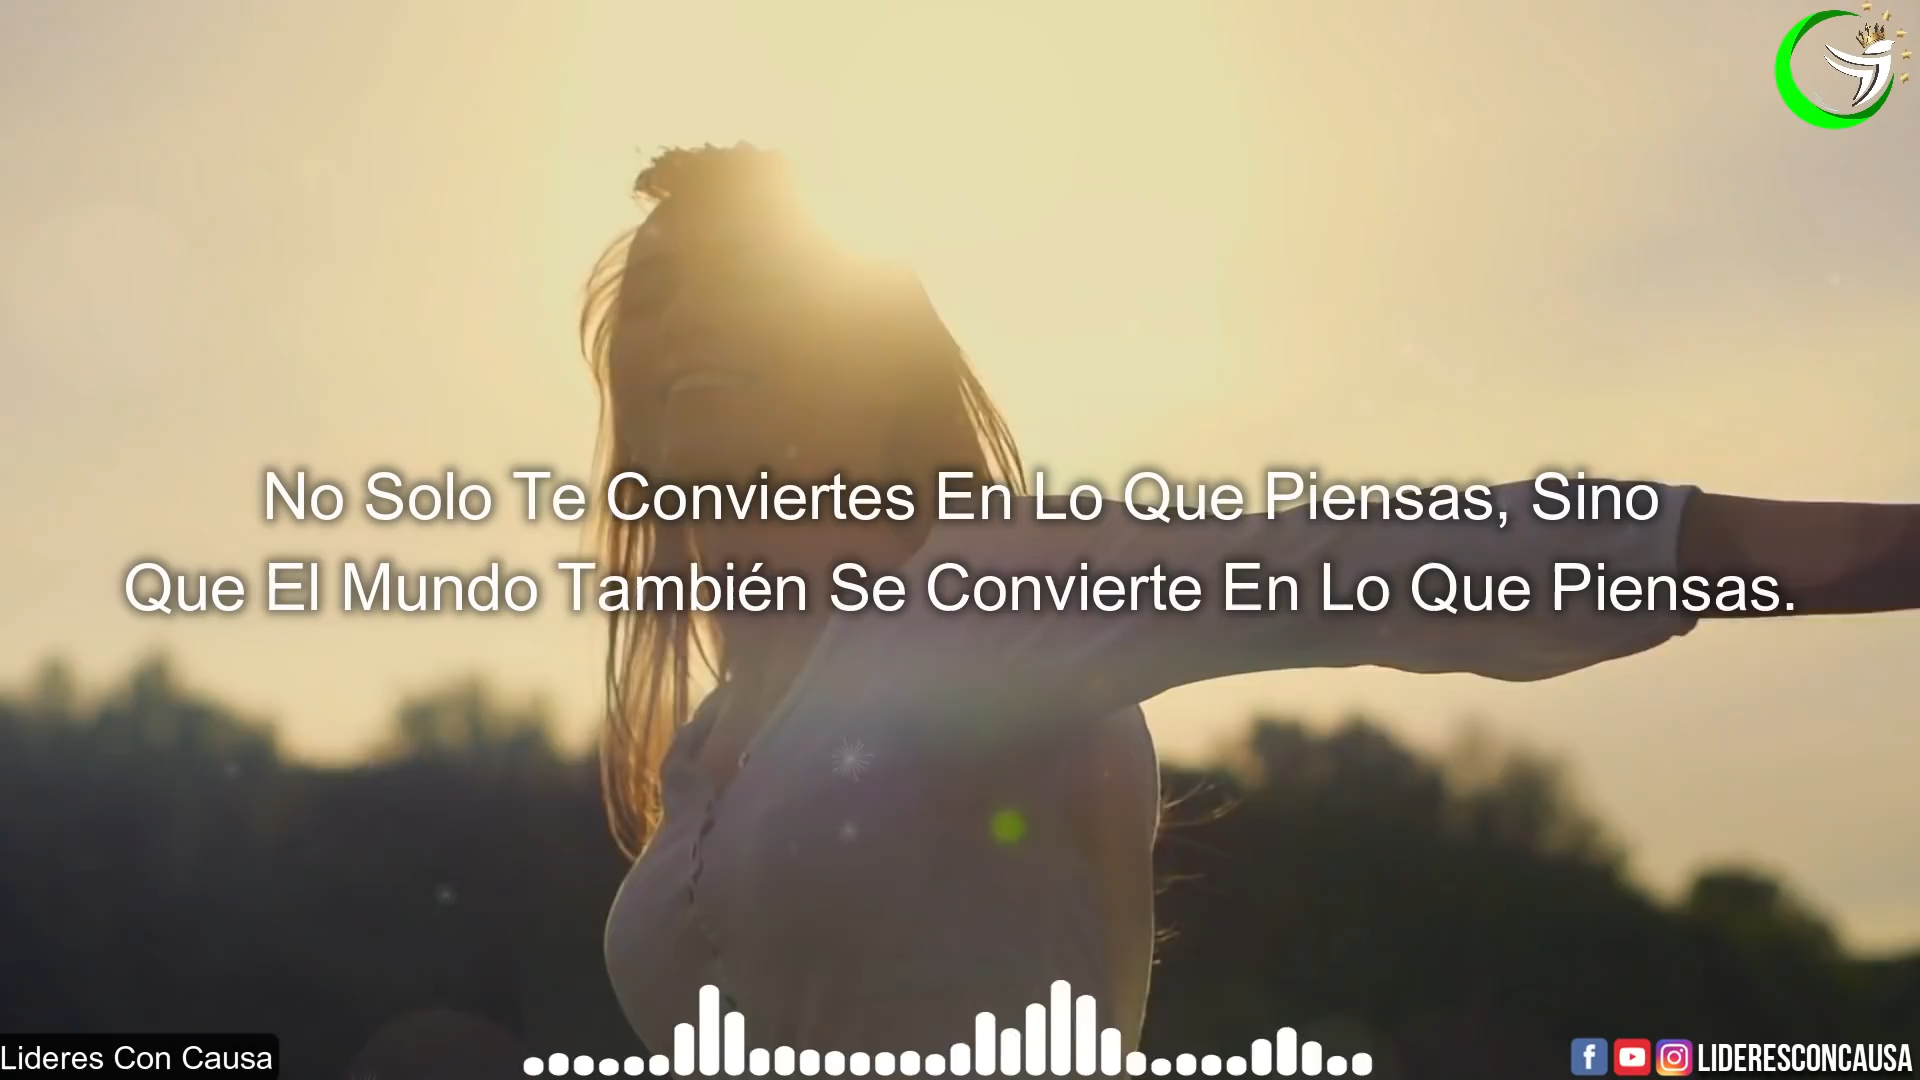 No Solo Te Conviertes En Lo Que Piensas, Sino
Que El Mundo También Se Convierte En Lo Que Piensas.
Lideres Con Causa
LIDERESCONCAUSA